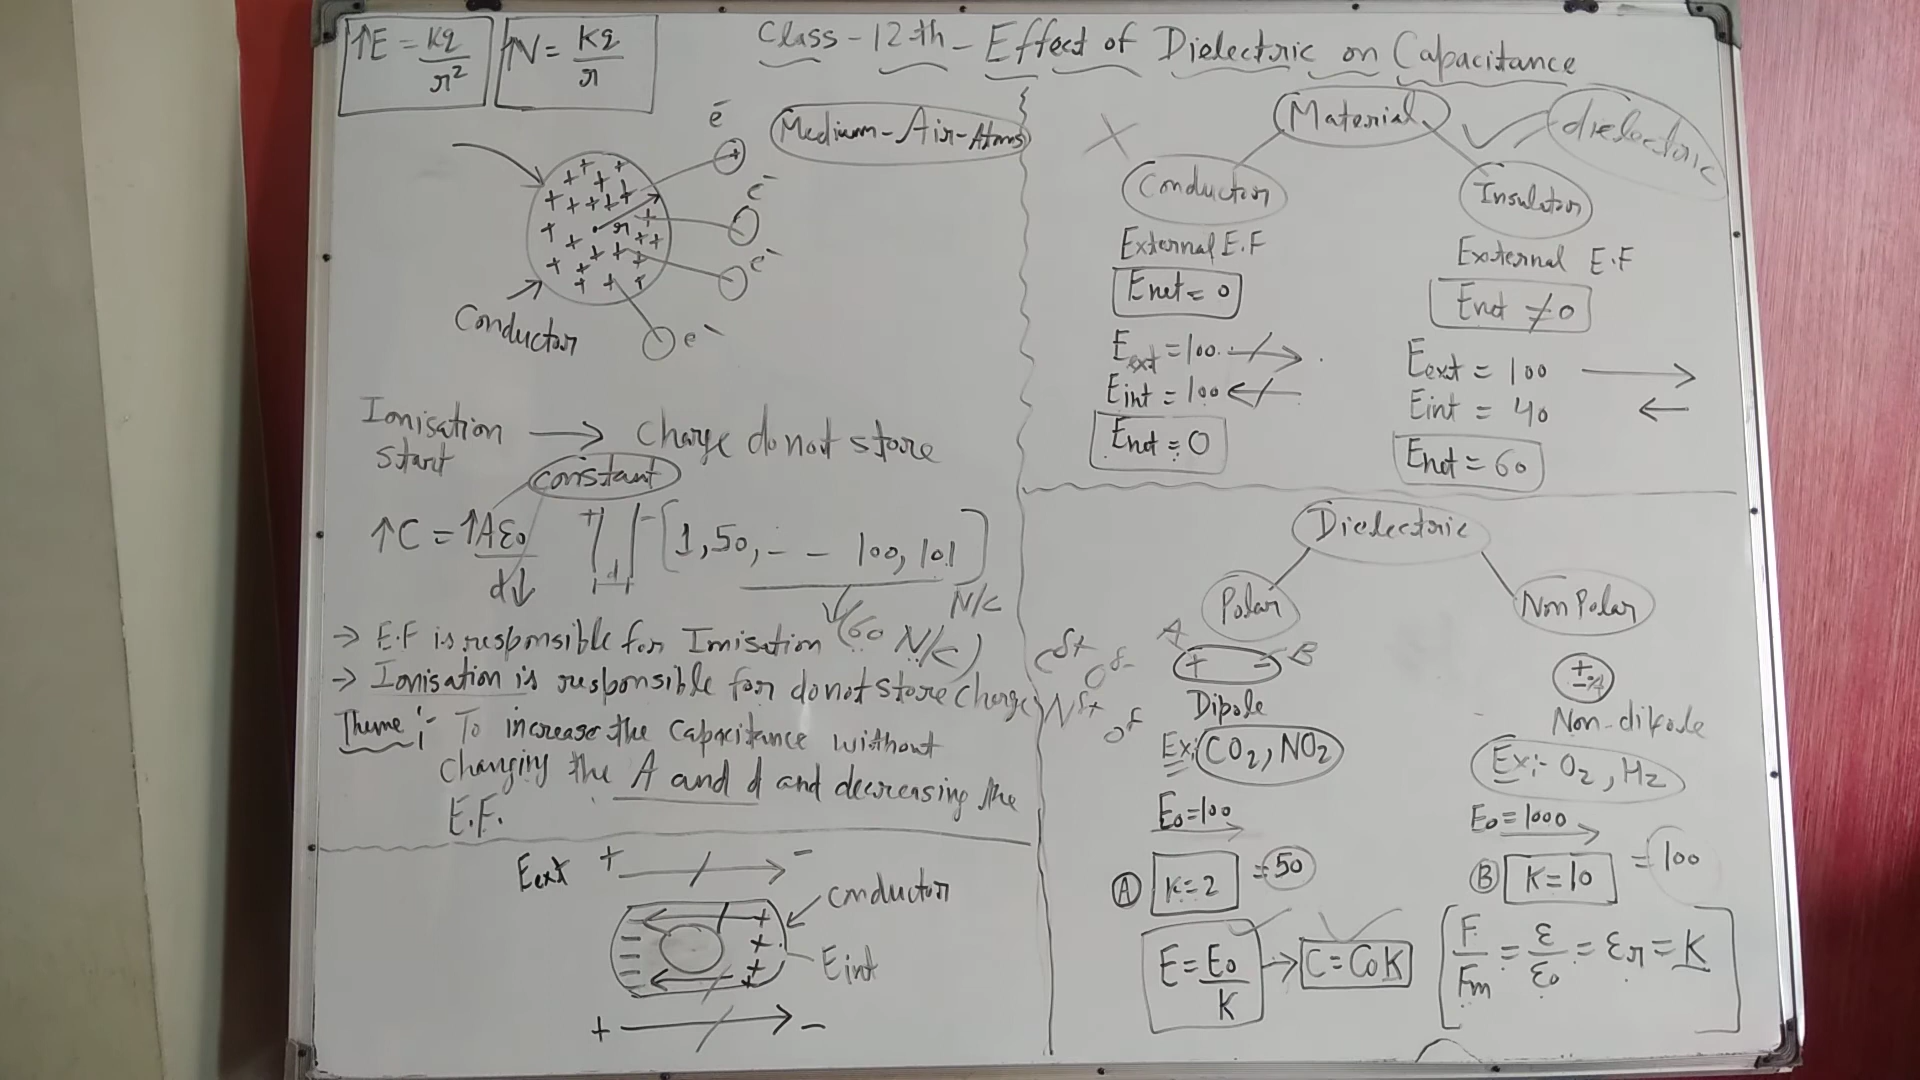 Class-12th-Effect of Dielectric on Capacitance
↑E = Kq/r²
↑V = Kq/r
Medium-Air-Atoms
e⁻
+
e⁻
e⁻
e⁻
r
Conductor
Ionisation start → Charge do not store
constant
↑C = ↑Aε₀/d↓
+ - d
[1, 50, - - 100, 101] N/C
→ E.F is responsible for Ionisation (60 N/C)
→ Ionisation is responsible for do not store charge
Theme:- To increase the Capacitance without
changing the A and d and decreasing the
E.F.
Eext + → -
conductor
Eint
+ → -
Material
dielectric
Conductor
Insulator
External E.F
Enet = 0
Eext = 100 →
Eint = 100 ←
Enet = 0
External E.F
Enet ≠ 0
Eext = 100 →
Eint = 40 ←
Enet = 60
Dielectric
Polar
Non Polar
A + - B
Cδ+ Oδ-
Nδ+ Oδ-
Dipole
Ex: CO2, NO2
E₀=100
Ⓐ K=2 =50
Non-dipole
Ex:- O2, H2
E₀=1000
Ⓑ K=10 =100
E = E₀/K → C = C₀K
[F/Fm = ε/ε₀ = εr = K]